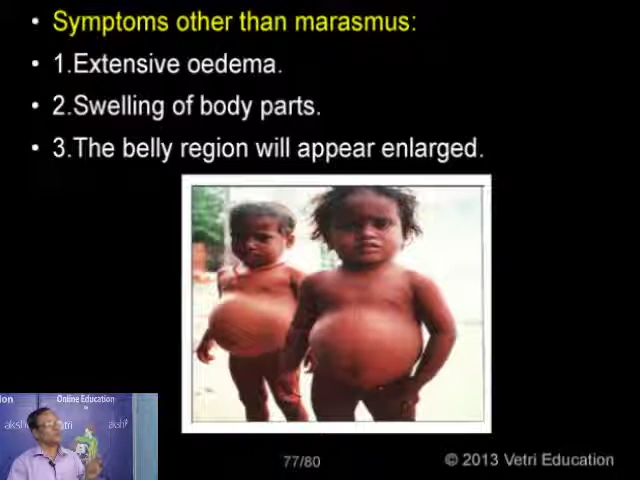 • Symptoms other than marasmus:
• 1.Extensive oedema.
• 2.Swelling of body parts.
• 3.The belly region will appear enlarged.
Online Education
77/80
© 2013 Vetri Education